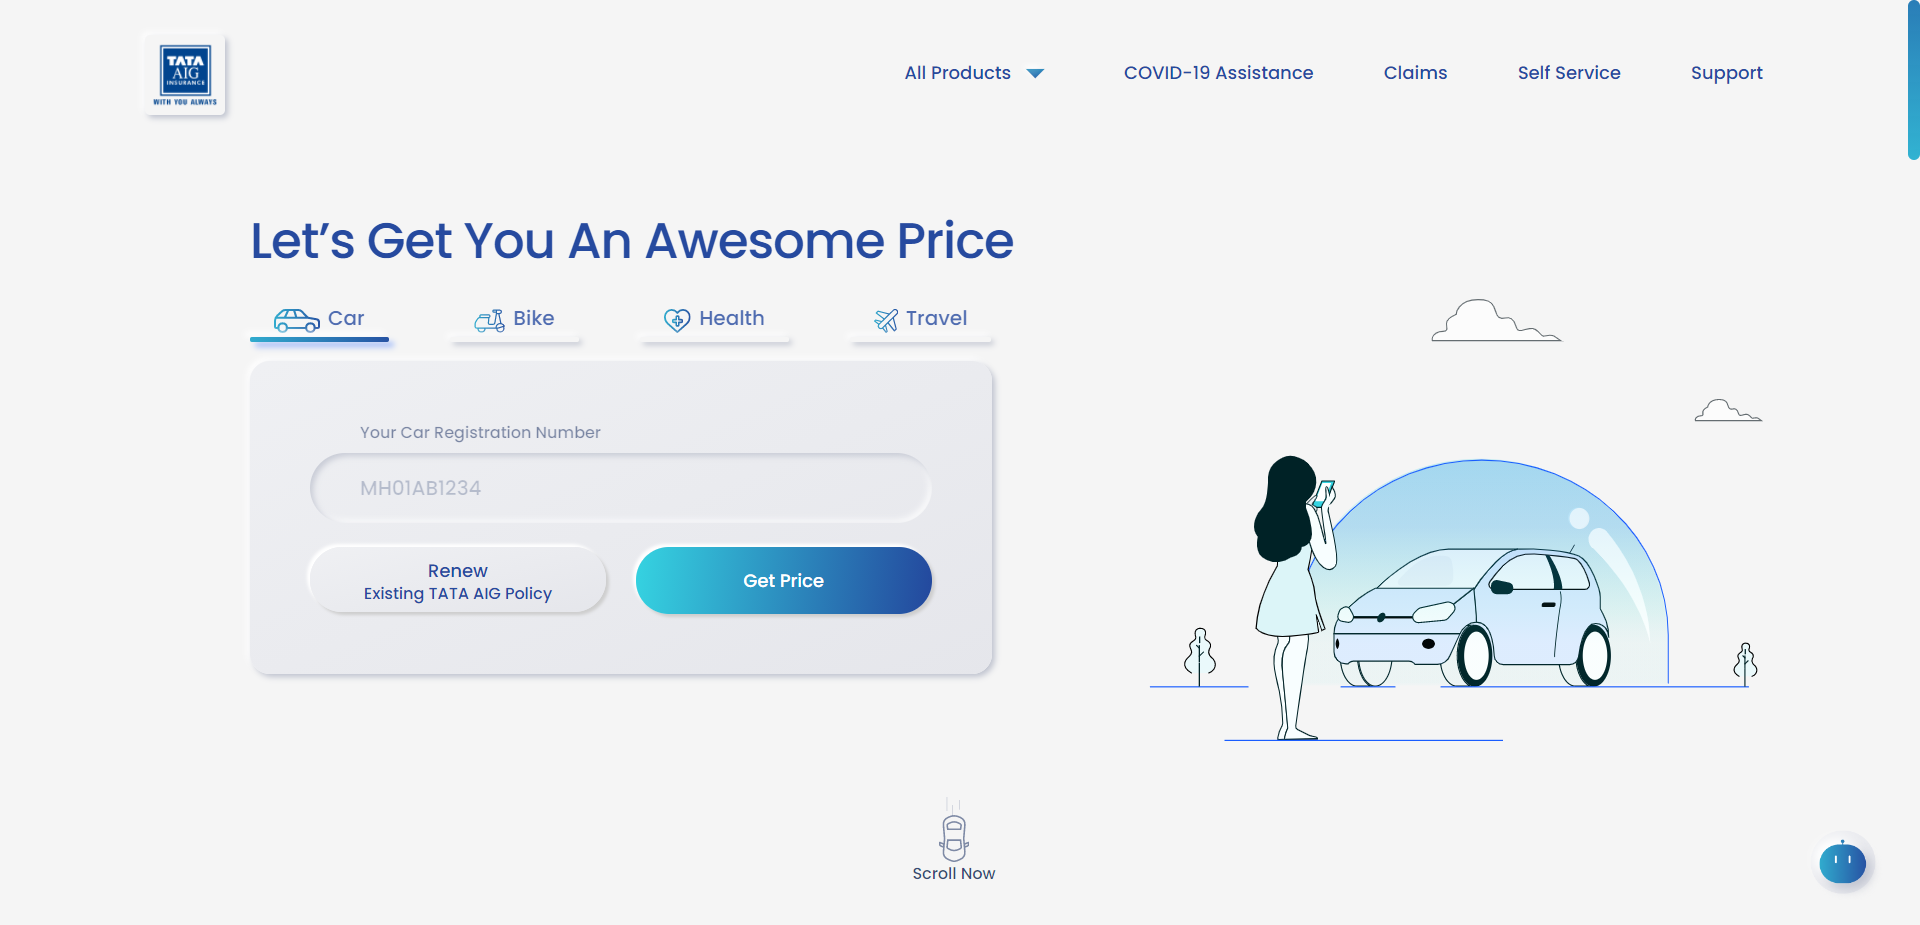 TATA
AIG
INSURANCE
WITH YOU ALWAYS
All Products
COVID-19 Assistance
Claims
Self Service
Support
Let’s Get You An Awesome Price
Car
Bike
Health
Travel
Your Car Registration Number
MH01AB1234
Renew
Existing TATA AIG Policy
Get Price
Scroll Now